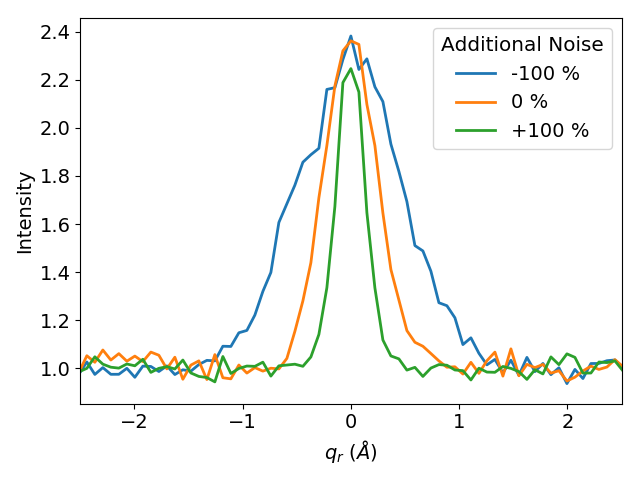 Additional Noise
-100 %
0 %
+100 %
Intensity
2.4
2.2
2.0
1.8
1.6
1.4
1.2
1.0
−2 −1 0 1 2
q_r (Å)